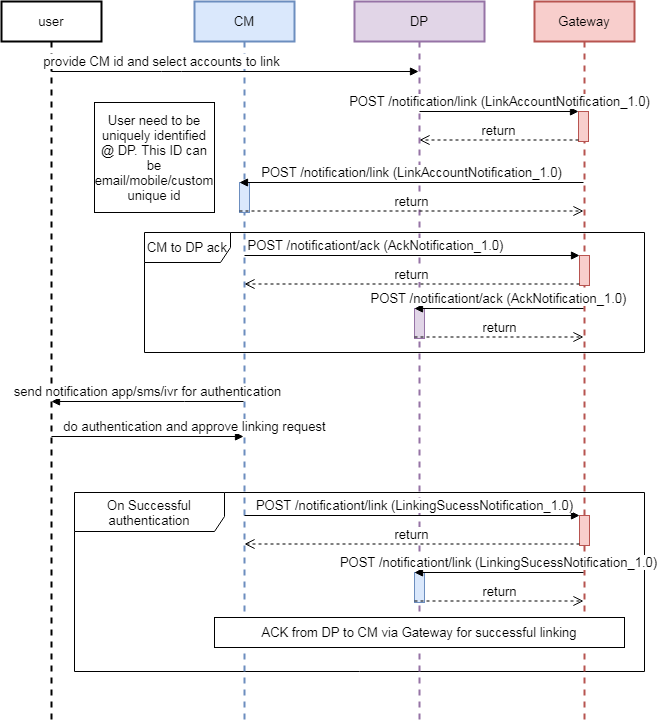 user
CM
DP
Gateway
provide CM id and select accounts to link
POST /notification/link (LinkAccountNotification_1.0)
return
User need to be
uniquely identified
@ DP. This ID can
be
email/mobile/custom
unique id
POST /notification/link (LinkAccountNotification_1.0)
return
CM to DP ack
POST /notificationt/ack (AckNotification_1.0)
return
POST /notificationt/ack (AckNotification_1.0)
return
send notification app/sms/ivr for authentication
do authentication and approve linking request
On Successful
authentication
POST /notificationt/link (LinkingSucessNotification_1.0)
return
POST /notificationt/link (LinkingSucessNotification_1.0)
return
ACK from DP to CM via Gateway for successful linking